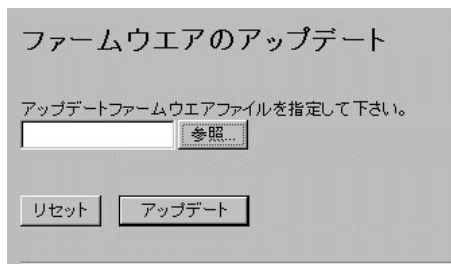 ファームウエアのアップデート
アップデートファームウエアファイルを指定して下さい。
参照...
リセット アップデート